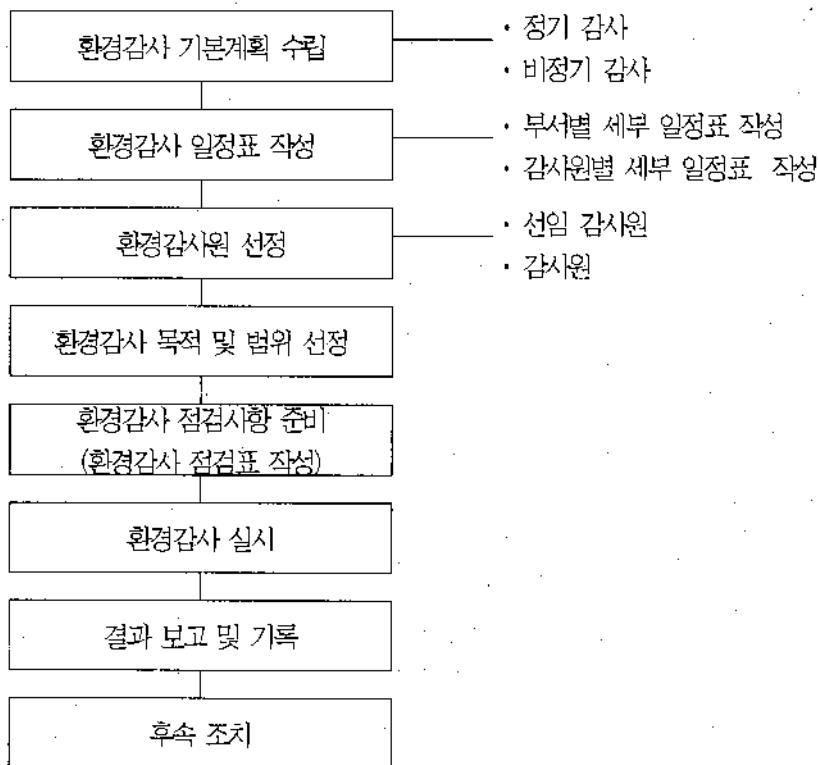 환경감사 기본계획 수립
· 정기 감사
· 비정기 감사
환경감사 일정표 작성
· 부서별 세부 일정표 작성
· 감사원별 세부 일정표 작성
환경감사원 선정
· 선임 감사원
· 감사원
환경감사 목적 및 범위 선정
환경감사 점검사항 준비
(환경감사 점검표 작성)
환경감사 실시
결과 보고 및 기록
후속 조치